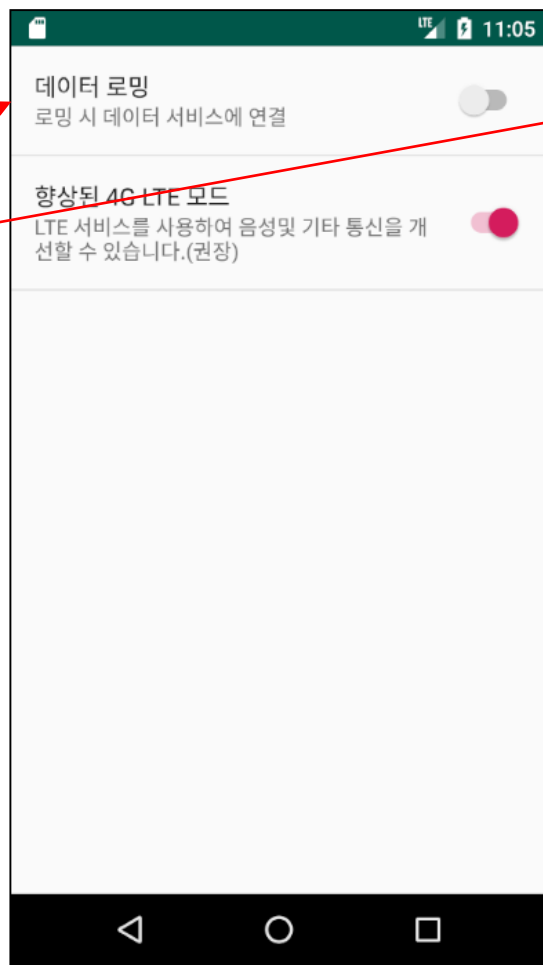 LTE 11:05
데이터 로밍
로밍 시 데이터 서비스에 연결
향상된 4G LTE 모드
LTE 서비스를 사용하여 음성및 기타 통신을 개
선할 수 있습니다.(권장)